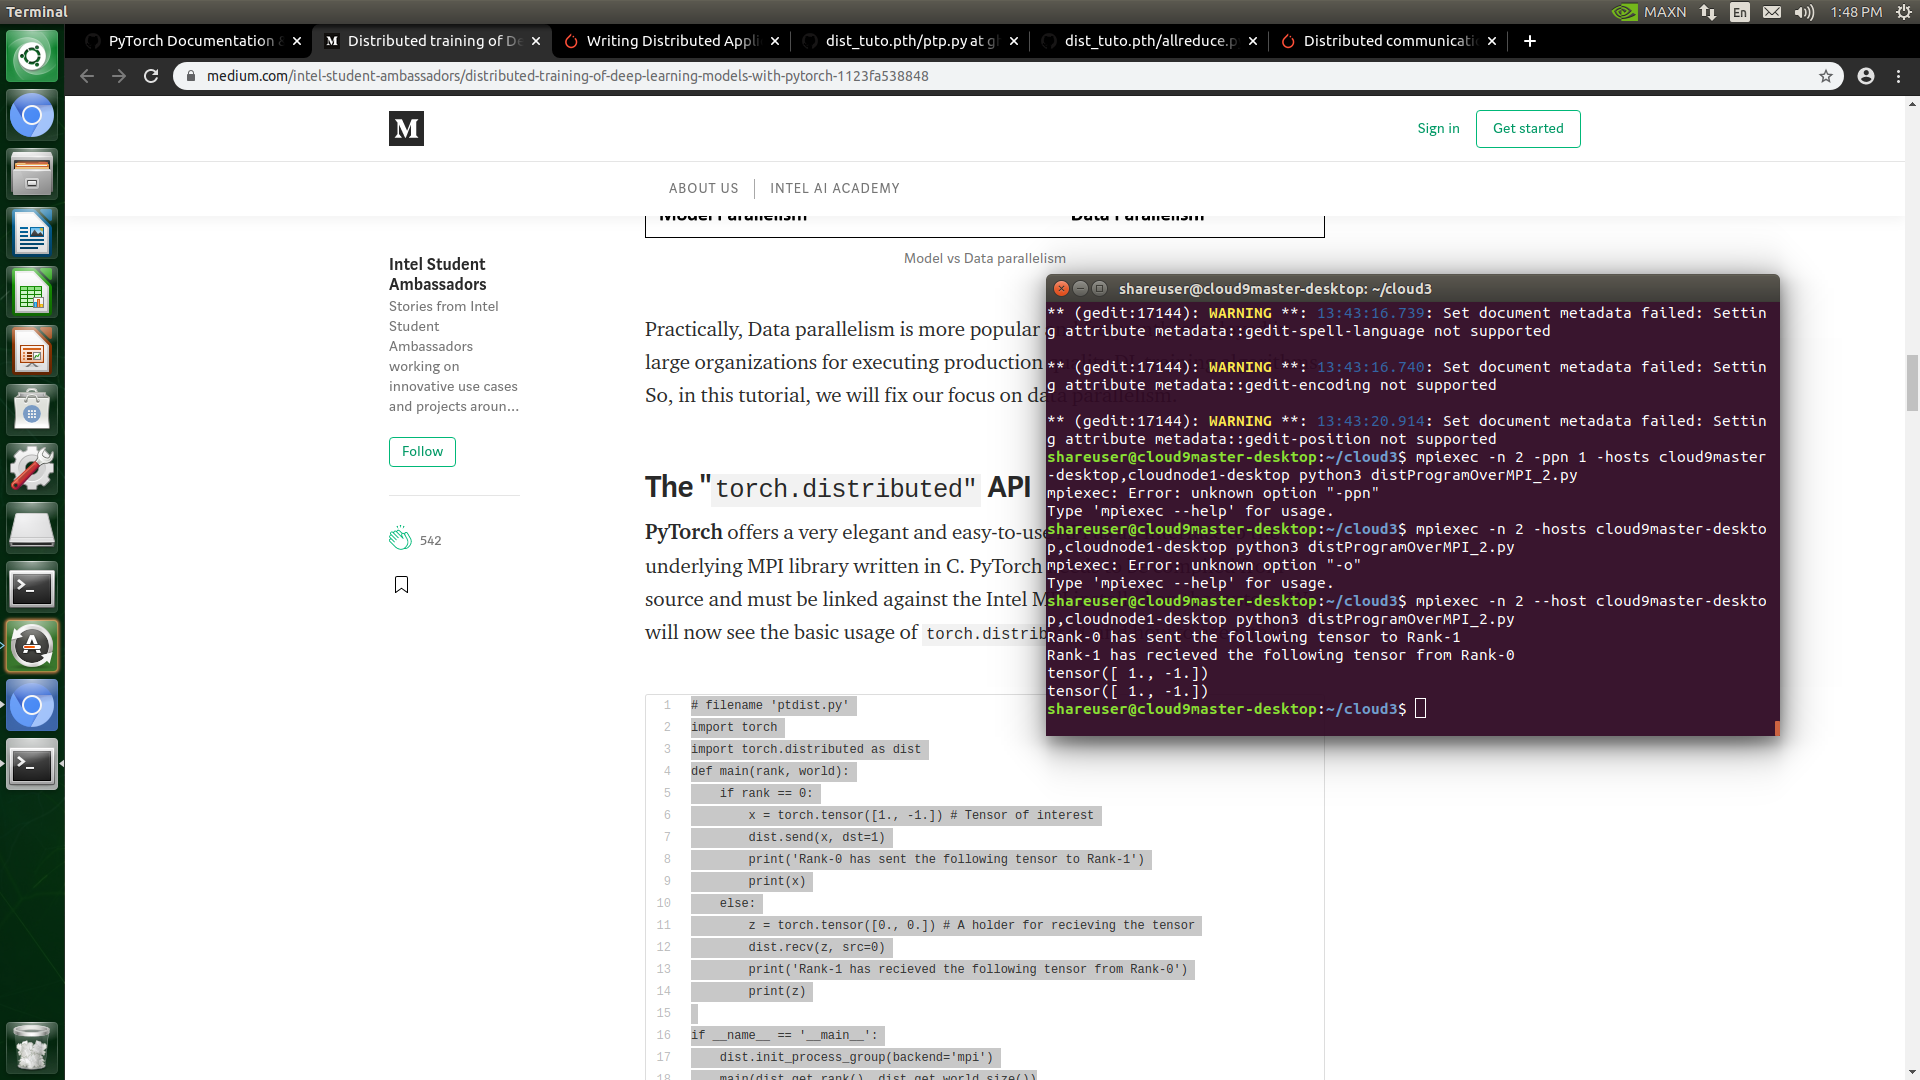 Terminal
MAXN
En
1:48 PM
PyTorch Documentation
Distributed training of De
Writing Distributed Appli
dist_tuto.pth/ptp.py at gi
dist_tuto.pth/allreduce.p
Distributed communicati
medium.com/intel-student-ambassadors/distributed-training-of-deep-learning-models-with-pytorch-1123fa538848
M
Sign in
Get started
ABOUT US
INTEL AI ACADEMY
Model Parallelism
Data Parallelism
Model vs Data parallelism
Intel Student
Ambassadors
Stories from Intel
Student
Ambassadors
working on
innovative use cases
and projects aroun...
Follow
542
Practically, Data parallelism is more popular
large organizations for executing production
So, in this tutorial, we will fix our focus on data parallelism.
The "torch.distributed" API
PyTorch offers a very elegant and easy-to-use
underlying MPI library written in C. PyTorch
source and must be linked against the Intel M
will now see the basic usage of torch.distrib
1 # filename 'ptdist.py'
2 import torch
3 import torch.distributed as dist
4 def main(rank, world):
5 if rank == 0:
6 x = torch.tensor([1., -1.]) # Tensor of interest
7 dist.send(x, dst=1)
8 print('Rank-0 has sent the following tensor to Rank-1')
9 print(x)
10 else:
11 z = torch.tensor([0., 0.]) # A holder for recieving the tensor
12 dist.recv(z, src=0)
13 print('Rank-1 has recieved the following tensor from Rank-0')
14 print(z)
15
16 if __name__ == '__main__':
17 dist.init_process_group(backend='mpi')
18 main(dist.get_rank(), dist.get_world_size())
shareuser@cloud9master-desktop: ~/cloud3
** (gedit:17144): WARNING **: 13:43:16.739: Set document metadata failed: Settin
g attribute metadata::gedit-spell-language not supported
** (gedit:17144): WARNING **: 13:43:16.740: Set document metadata failed: Settin
g attribute metadata::gedit-encoding not supported
** (gedit:17144): WARNING **: 13:43:20.914: Set document metadata failed: Settin
g attribute metadata::gedit-position not supported
shareuser@cloud9master-desktop:~/cloud3$ mpiexec -n 2 -ppn 1 -hosts cloud9master
-desktop,cloudnode1-desktop python3 distProgramOverMPI_2.py
mpiexec: Error: unknown option "-ppn"
Type 'mpiexec --help' for usage.
shareuser@cloud9master-desktop:~/cloud3$ mpiexec -n 2 -hosts cloud9master-deskto
p,cloudnode1-desktop python3 distProgramOverMPI_2.py
mpiexec: Error: unknown option "-o"
Type 'mpiexec --help' for usage.
shareuser@cloud9master-desktop:~/cloud3$ mpiexec -n 2 --host cloud9master-deskto
p,cloudnode1-desktop python3 distProgramOverMPI_2.py
Rank-0 has sent the following tensor to Rank-1
Rank-1 has recieved the following tensor from Rank-0
tensor([ 1., -1.])
tensor([ 1., -1.])
shareuser@cloud9master-desktop:~/cloud3$